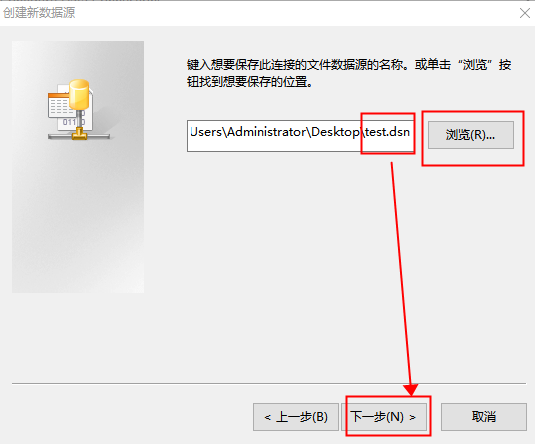 创建新数据源
键入想要保存此连接的文件数据源的名称。或单击“浏览”按
钮找到想要保存的位置。
Users\Administrator\Desktop\test.dsn
浏览(R)...
< 上一步(B)
下一步(N) >
取消